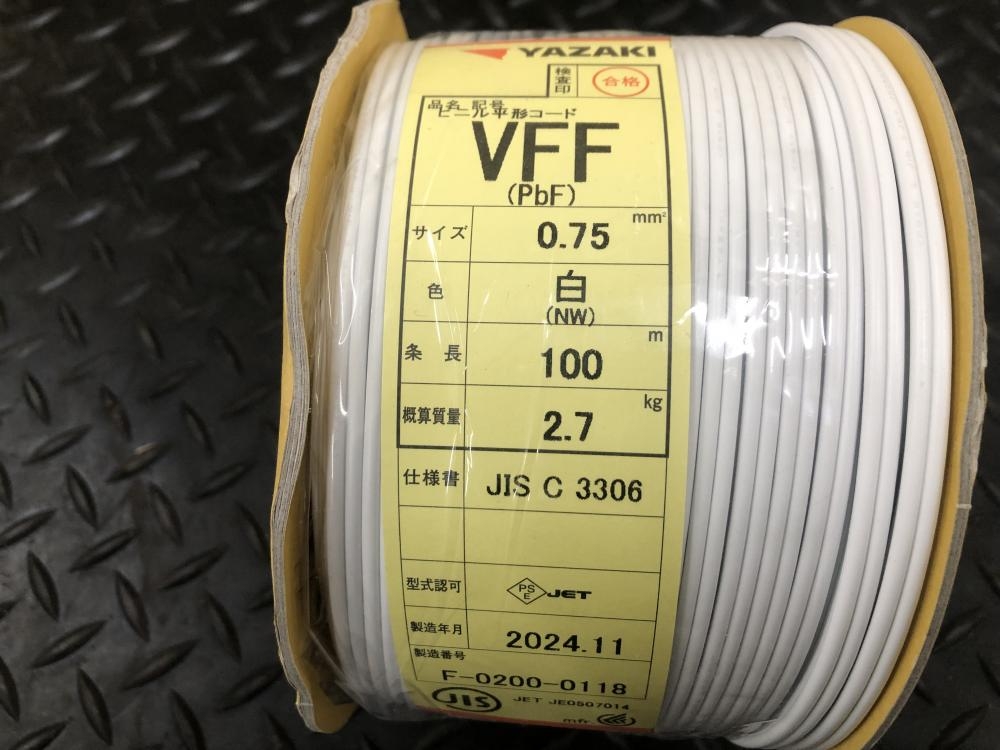 YAZAKI
検査印 合格
品名 記号
ビニル平形コード
VFF
(PbF)
サイズ 0.75 mm²
色 白
(NW)
条長 100 m
概算質量 2.7 kg
仕様書 JIS C 3306
型式認可 PSE JET
製造年月 2024.11
製造番号
F-0200-0118
JIS JET JE0507014
mfr.